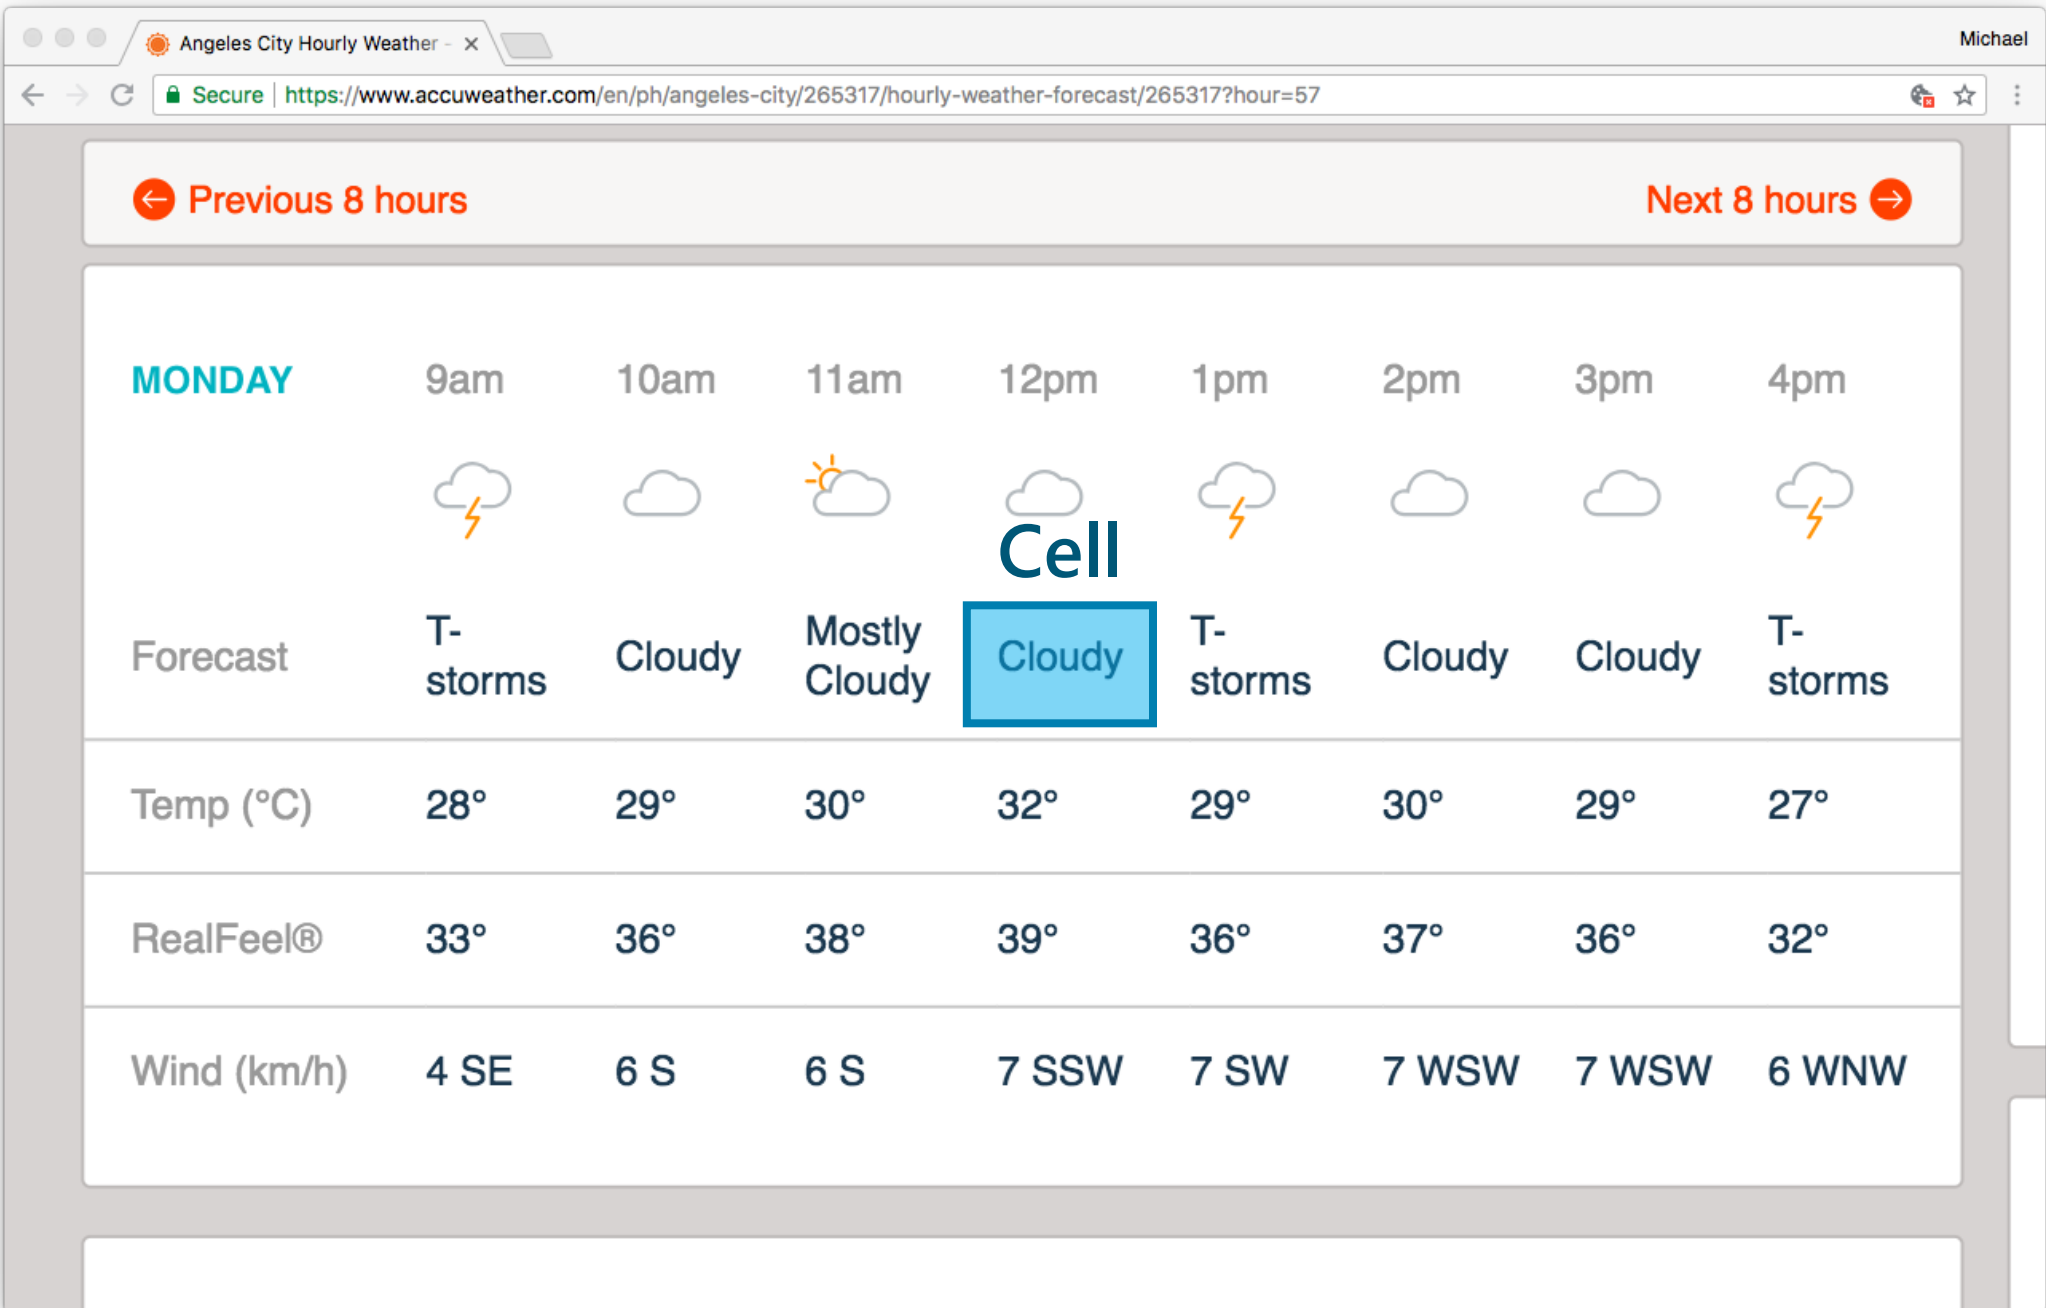 Angeles City Hourly Weather -
Michael
Secure https://www.accuweather.com/en/ph/angeles-city/265317/hourly-weather-forecast/265317?hour=57
Previous 8 hours Next 8 hours
MONDAY 9am 10am 11am 12pm 1pm 2pm 3pm 4pm
Cell
Forecast T-storms Cloudy Mostly Cloudy Cloudy T-storms Cloudy Cloudy T-storms
Temp (°C) 28° 29° 30° 32° 29° 30° 29° 27°
RealFeel® 33° 36° 38° 39° 36° 37° 36° 32°
Wind (km/h) 4 SE 6 S 6 S 7 SSW 7 SW 7 WSW 7 WSW 6 WNW